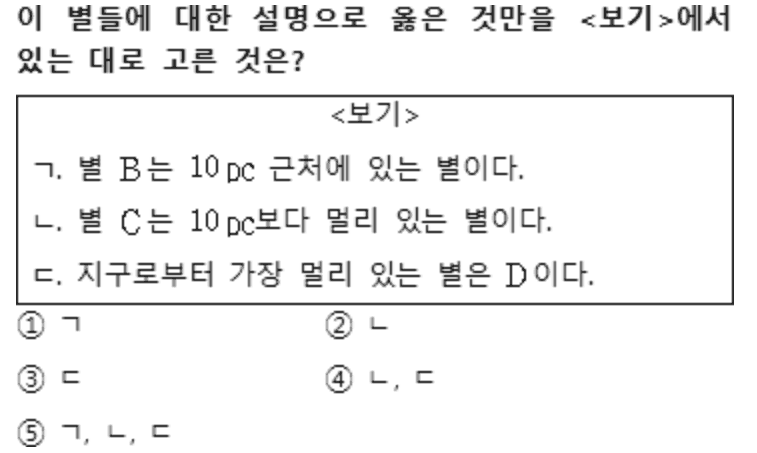 이 별들에 대한 설명으로 옳은 것만을 <보기>에서
있는 대로 고른 것은?
<보기>
ㄱ. 별 B는 10pc 근처에 있는 별이다.
ㄴ. 별 C는 10pc보다 멀리 있는 별이다.
ㄷ. 지구로부터 가장 멀리 있는 별은 D이다.
① ㄱ ② ㄴ
③ ㄷ ④ ㄴ, ㄷ
⑤ ㄱ, ㄴ, ㄷ